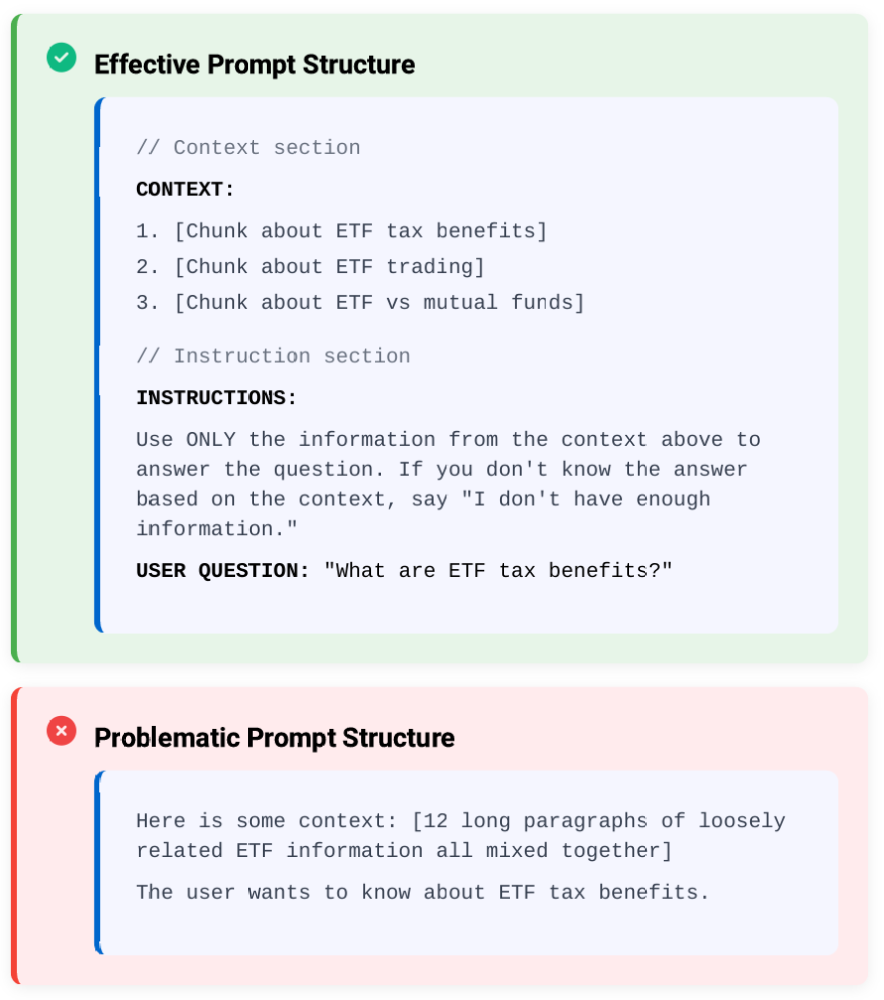 Effective Prompt Structure
// Context section
CONTEXT:
1. [Chunk about ETF tax benefits]
2. [Chunk about ETF trading]
3. [Chunk about ETF vs mutual funds]
// Instruction section
INSTRUCTIONS:
Use ONLY the information from the context above to
answer the question. If you don't know the answer
based on the context, say "I don't have enough
information."
USER QUESTION: "What are ETF tax benefits?"
Problematic Prompt Structure
Here is some context: [12 long paragraphs of loosely
related ETF information all mixed together]
The user wants to know about ETF tax benefits.